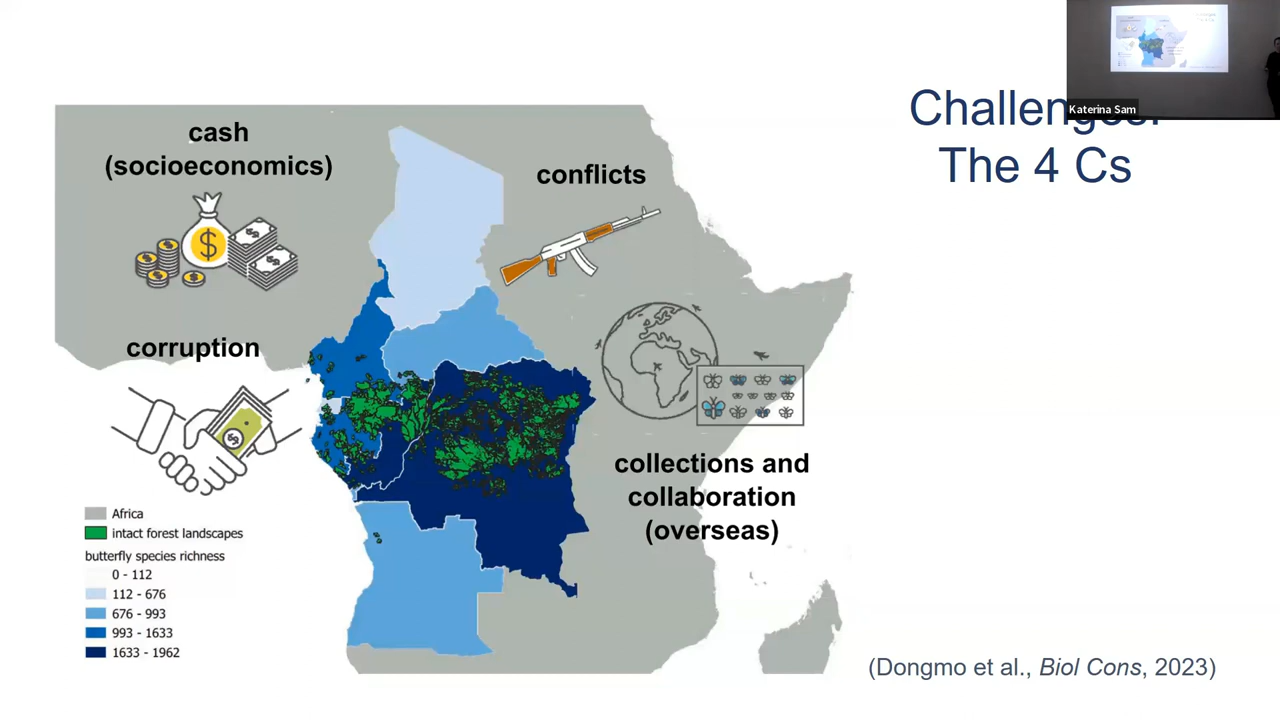 Challenges:
The 4 Cs
Katerina Sam
cash
(socioeconomics)
conflicts
corruption
collections and
collaboration
(overseas)
Africa
intact forest landscapes
butterfly species richness
0 - 112
112 - 676
676 - 993
993 - 1633
1633 - 1962
(Dongmo et al., Biol Cons, 2023)